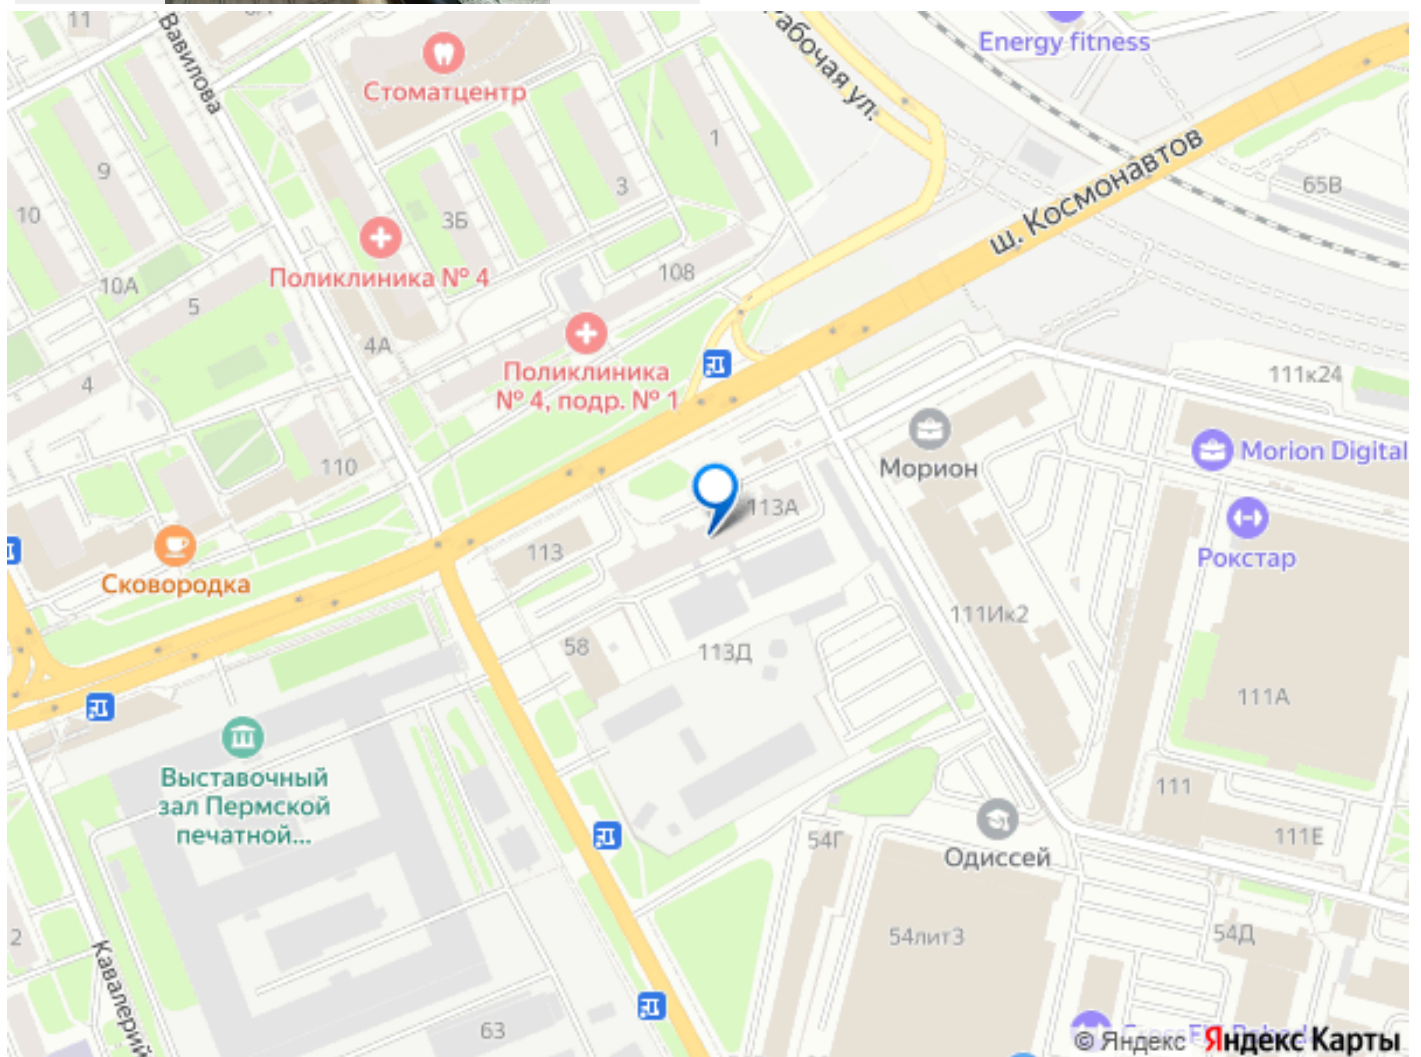 11
Вавилова
Рабочая ул.
Energy fitness
Стоматцентр
ш. Космонавтов
1
65В
9
3
10
3Б
Поликлиника № 4
108
10А
5
4А
Поликлиника
№ 4, подр. № 1
4
111к24
Морион
Morion Digital
110
113А
Рокстар
113
Сковородка
111Ик2
58
113Д
111А
Выставочный
зал Пермской
печатной...
111
111Е
54Г
Одиссей
2
54лит3
54Д
Кавалерий
63
© Яндекс Яндекс Карты